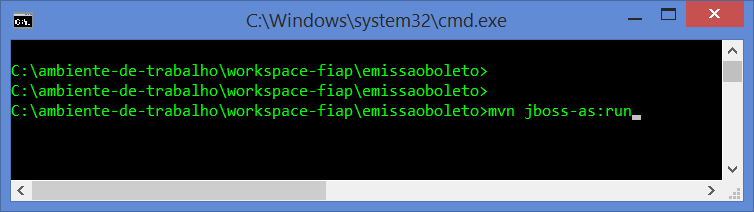 C:\Windows\system32\cmd.exe
C:\ambiente-de-trabalho\workspace-fiap\emissaoboleto>
C:\ambiente-de-trabalho\workspace-fiap\emissaoboleto>
C:\ambiente-de-trabalho\workspace-fiap\emissaoboleto>mvn jboss-as:run